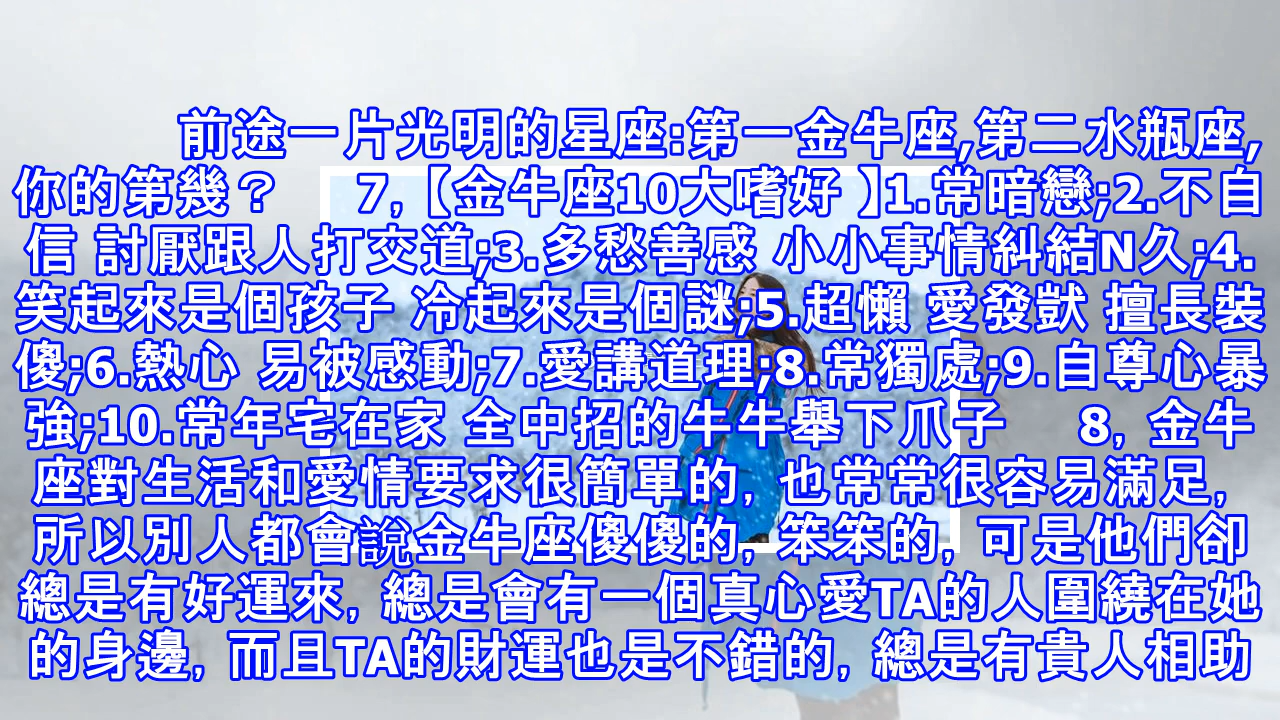 前途一片光明的星座:第一金牛座,第二水瓶座,
你的第幾？ 7,【金牛座10大嗜好 】1.常暗戀;2.不自
信 討厭跟人打交道;3.多愁善感 小小事情糾結N久;4.
笑起來是個孩子 冷起來是個謎;5.超懶 愛發獃 擅長裝
傻;6.熱心 易被感動;7.愛講道理;8.常獨處;9.自尊心暴
強;10.常年宅在家 全中招的牛牛舉下爪子 8, 金牛
座對生活和愛情要求很簡單的, 也常常很容易滿足,
所以別人都會說金牛座傻傻的, 笨笨的, 可是他們卻
總是有好運來, 總是會有一個真心愛TA的人圍繞在她
的身邊, 而且TA的財運也是不錯的, 總是有貴人相助